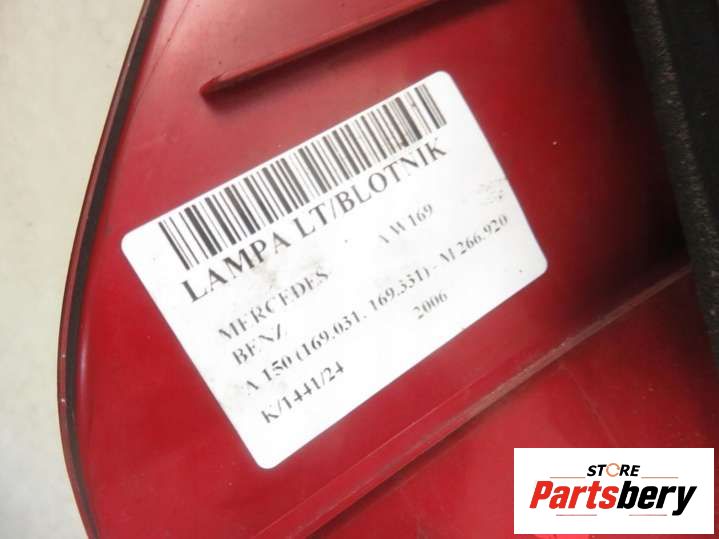 LAMPA LT/BLOTNIK
MERCEDES A W169
BENZ
A 150 (169.031, 169.331) - M 266.920
2006
K/1441/24
STORE
Partsbery